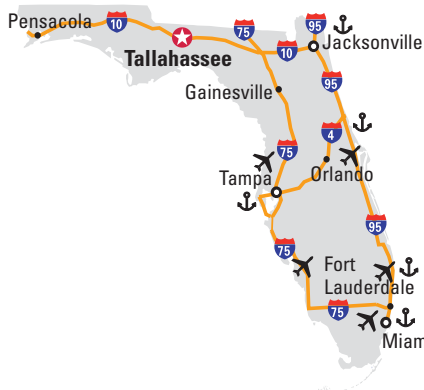 Pensacola
10
Tallahassee
75
10
95
Jacksonville
95
Gainesville
75
4
Tampa
Orlando
95
75
Fort
Lauderdale
75
Miam